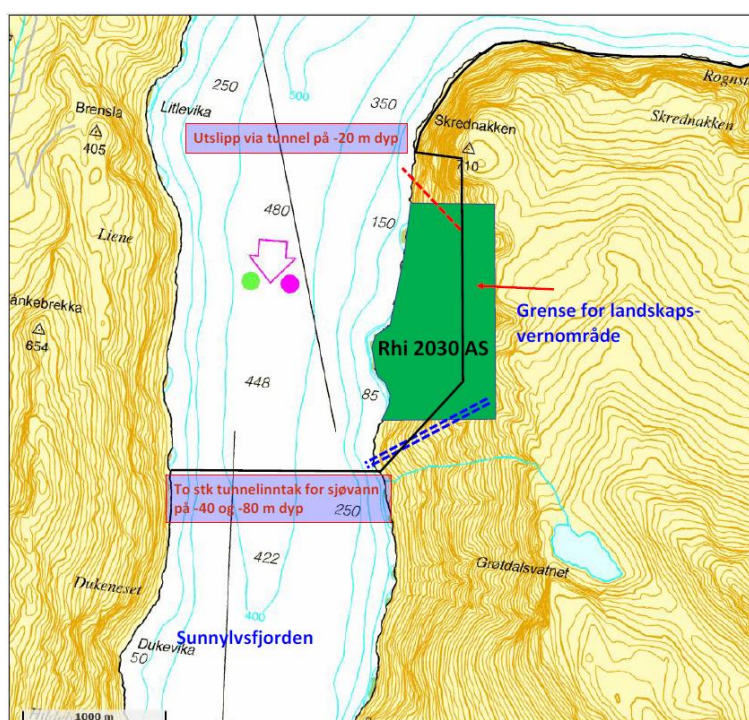 250
500
350
Rognst
Brensla
Litlevika
405
Skrednakken
Skrednakken
710
Utslipp via tunnel på -20 m dyp
480
150
Liene
ånkebrekka
654
Grense for landskaps-
vernområde
Rhi 2030 AS
448
85
To stk tunnelinntak for sjøvann
på -40 og -80 m dyp
250
422
400
Grøtdalsvatnet
Dukeneset
Sunnylvsfjorden
Dukevika
50
1000 m